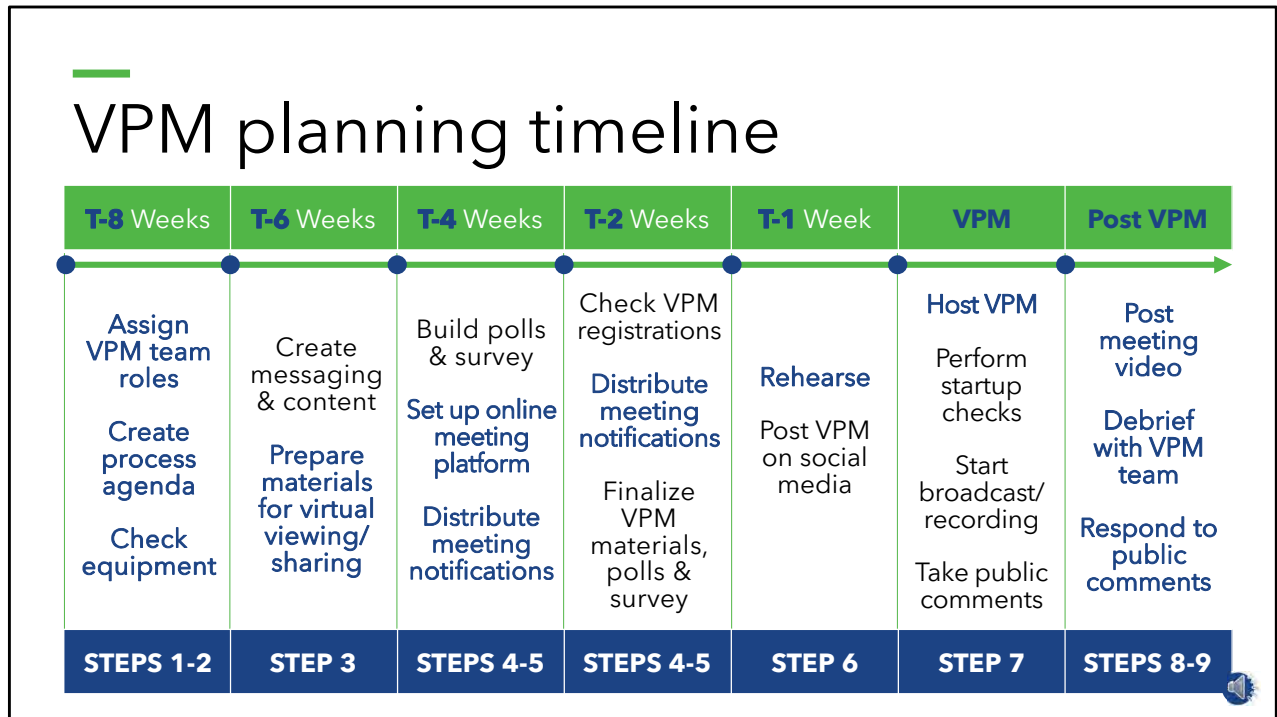 VPM planning timeline
T-8 Weeks
T-6 Weeks
T-4 Weeks
T-2 Weeks
T-1 Week
VPM
Post VPM
Assign
VPM team
roles
Create
process
agenda
Check
equipment
Create
messaging
& content
Prepare
materials
for virtual
viewing/
sharing
Build polls
& survey
Set up online
meeting
platform
Distribute
meeting
notifications
Check VPM
registrations
Distribute
meeting
notifications
Finalize
VPM
materials,
polls &
survey
Rehearse
Post VPM
on social
media
Host VPM
Perform
startup
checks
Start
broadcast/
recording
Take public
comments
Post
meeting
video
Debrief
with VPM
team
Respond to
public
comments
STEPS 1-2
STEP 3
STEPS 4-5
STEPS 4-5
STEP 6
STEP 7
STEPS 8-9